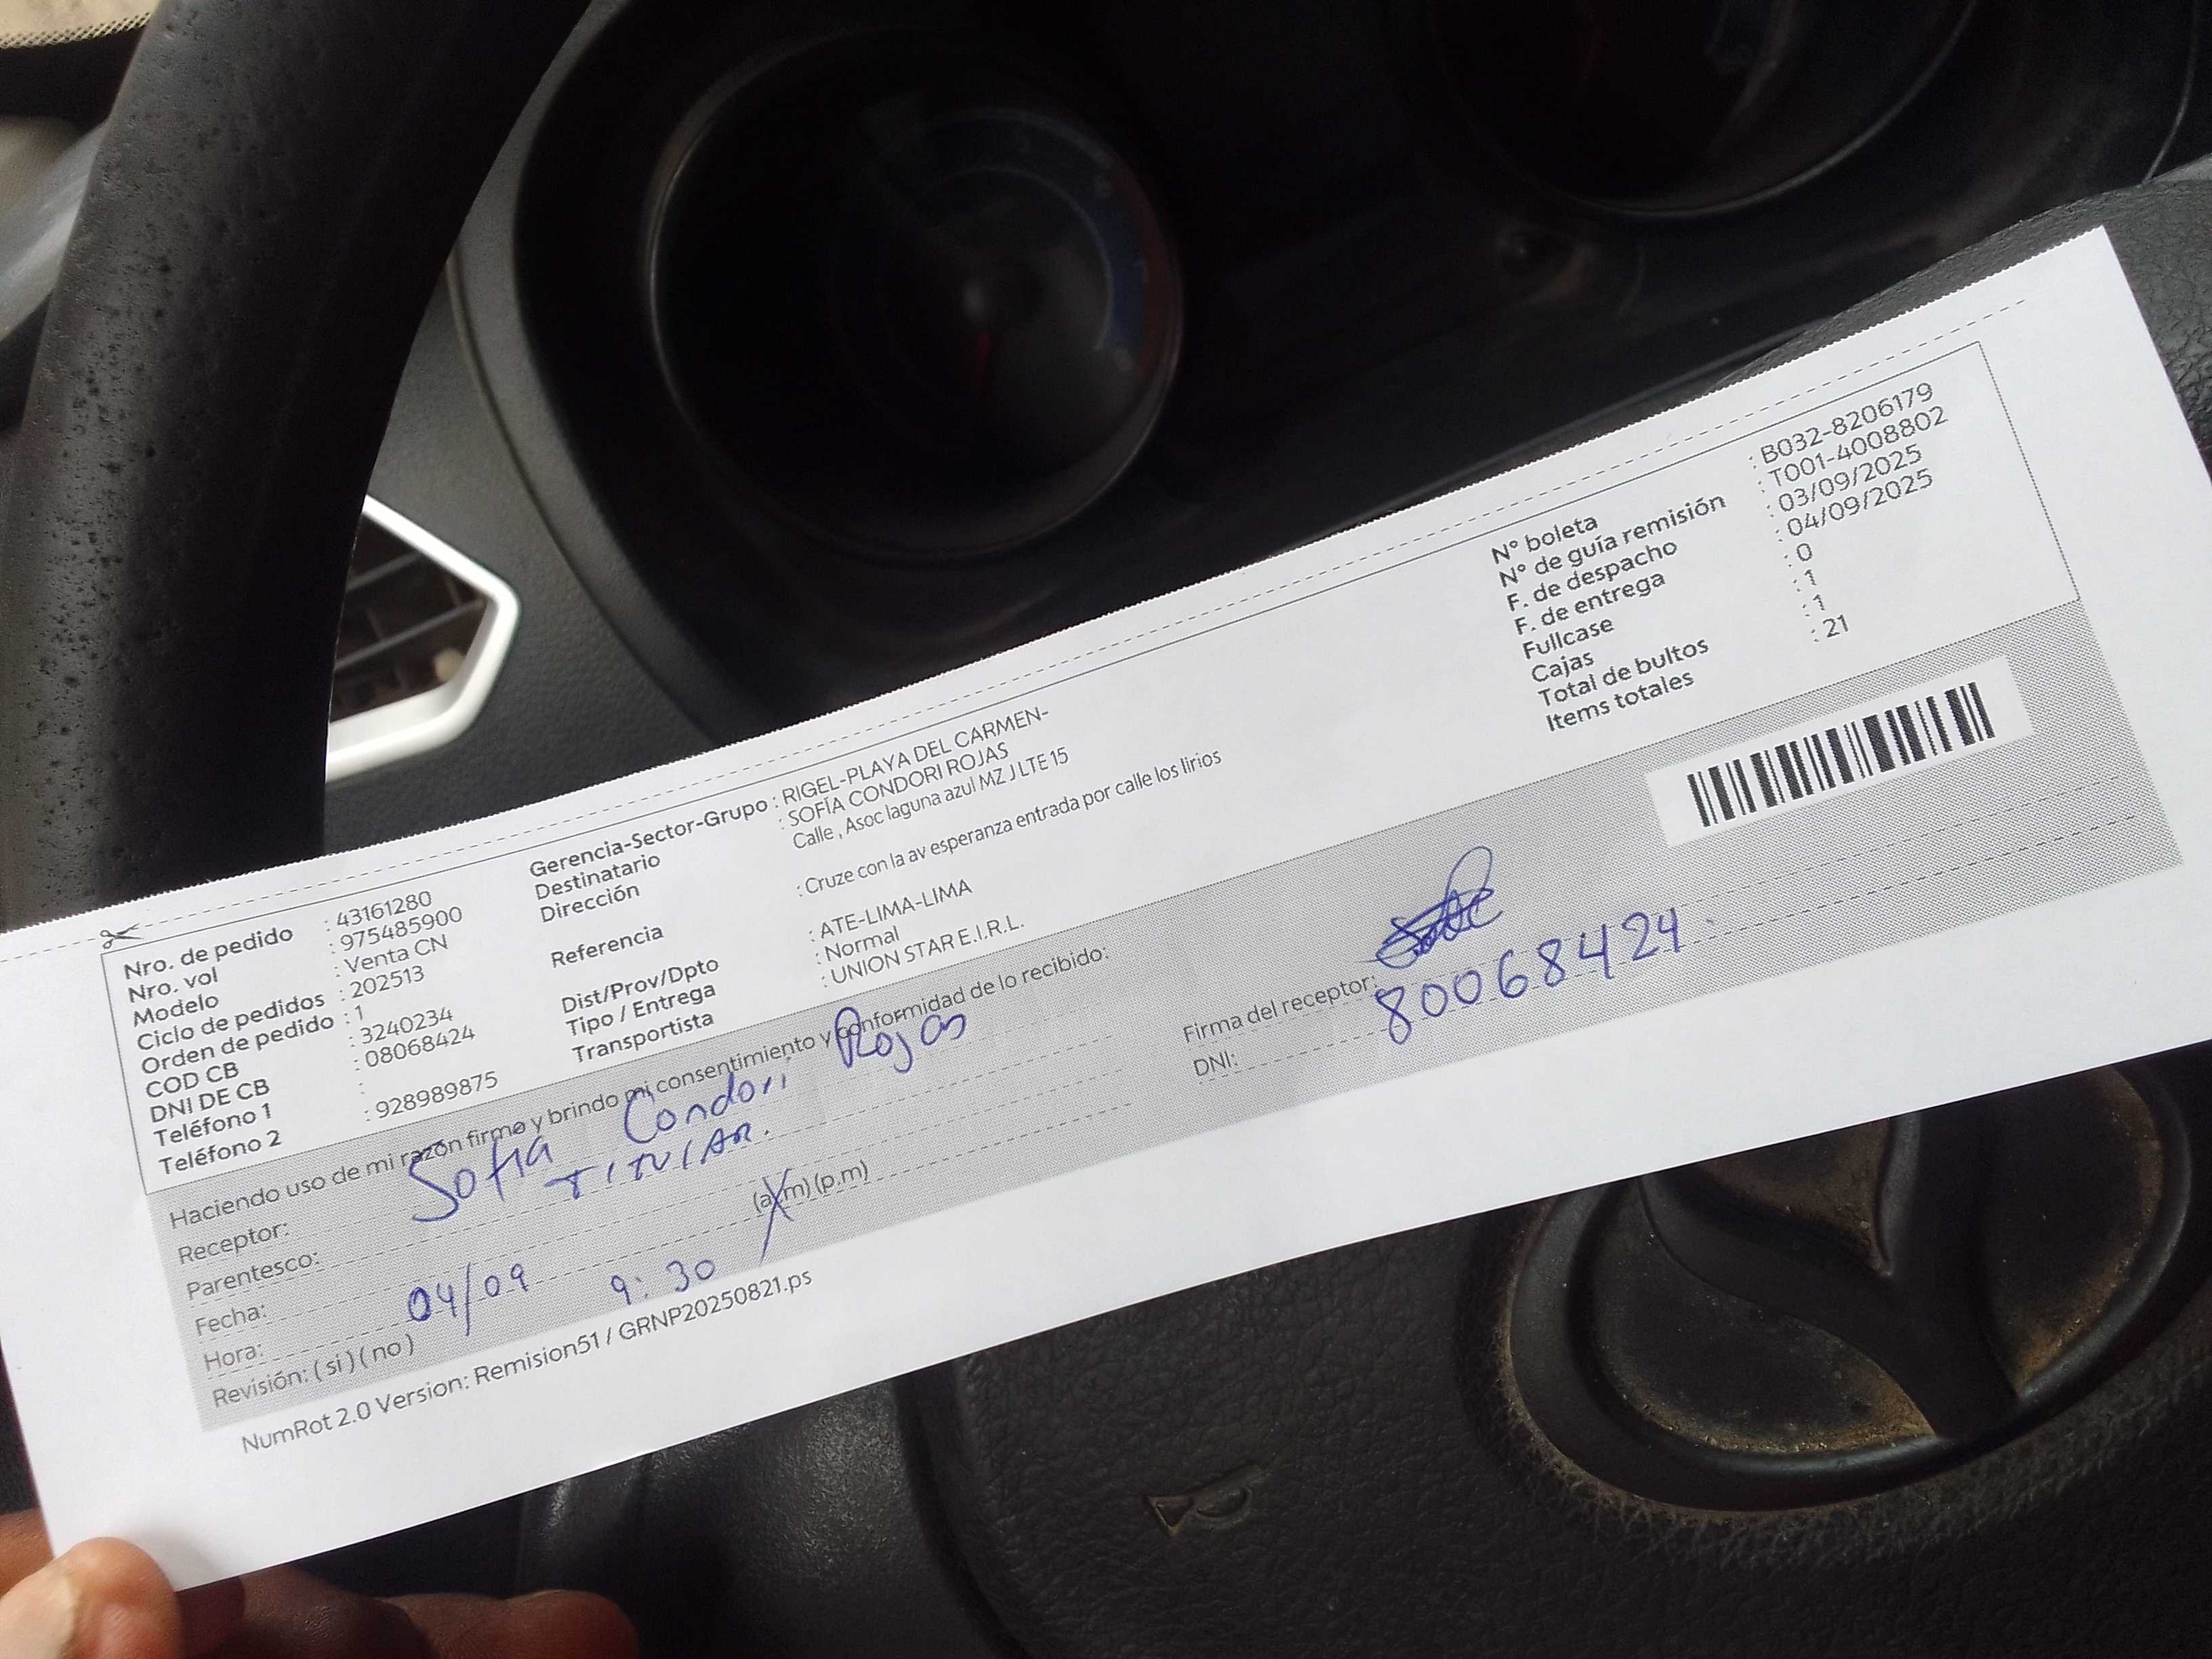 Nro. de pedido : 43161280
Nro. vol : 975485900
Modelo : Venta CN
Ciclo de pedidos : 202513
Orden de pedido : 1
COD CB : 3240234
DNI DE CB : 08068424
Teléfono 1 :
Teléfono 2 : 928989875
Gerencia-Sector-Grupo : RIGEL-PLAYA DEL CARMEN-
Destinatario : SOFÍA CONDORI ROJAS
Dirección Calle , Asoc laguna azul MZ J LTE 15
Referencia : Cruze con la av esperanza entrada por calle los lirios
Dist/Prov/Dpto : ATE-LIMA-LIMA
Tipo / Entrega : Normal
Transportista : UNION STAR E.I.R.L.
N° boleta : B032-8206179
N° de guía remisión : T001-4008802
F. de despacho : 03/09/2025
F. de entrega : 04/09/2025
Fullcase : 0
Cajas : 1
Total de bultos : 1
Items totales : 21
Haciendo uso de mi razón firmo y brindo mi consentimiento y conformidad de lo recibido:
Receptor: Sofía Condori Rojas
Parentesco: TITULAR.
Fecha: 04/09
Hora: 9:30 (a.m) (p.m)
Revisión: ( si ) ( no )
Firma del receptor:
DNI: 80068424
NumRot 2.0 Version: Remision51 / GRNP20250821.ps